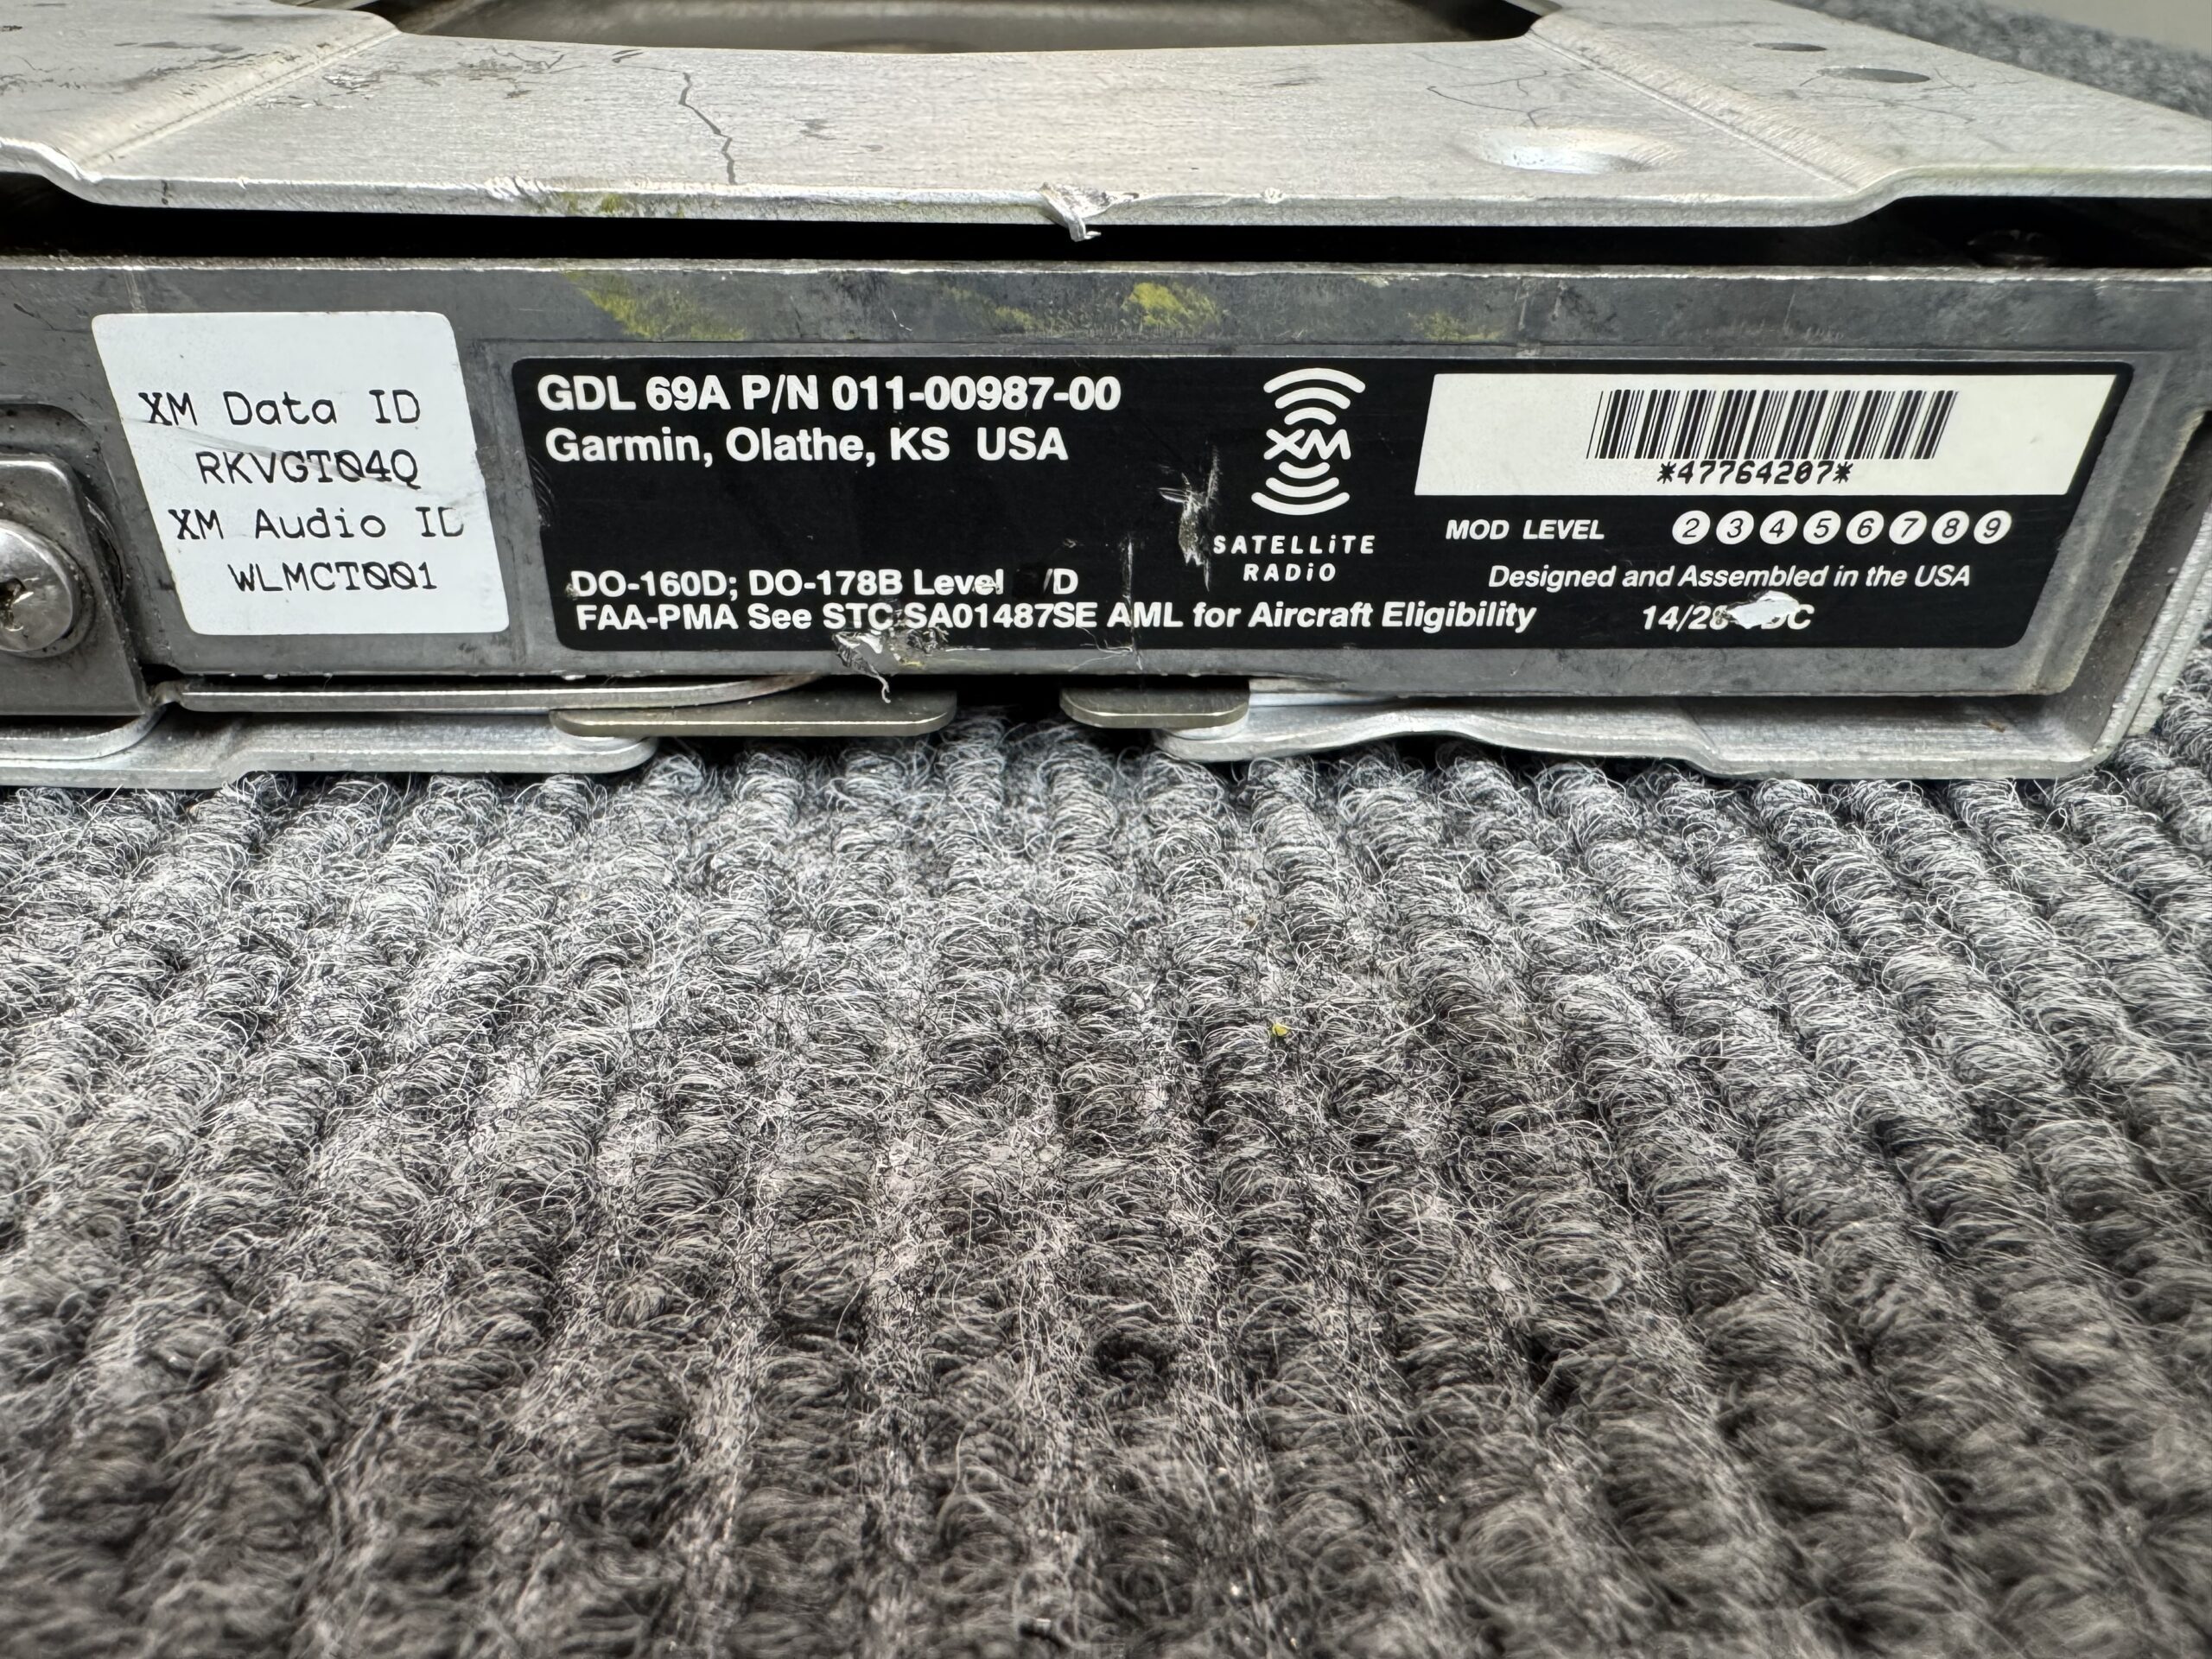 XM Data ID
RKVGT04Q
XM Audio ID
WLMCT001
GDL 69A P/N 011-00987-00
Garmin, Olathe, KS USA
DO-160D; DO-178B Level /D
FAA-PMA See STC SA01487SE AML for Aircraft Eligibility
XM
SATELLiTE
RADiO
*47764207*
MOD LEVEL 2 3 4 5 6 7 8 9
Designed and Assembled in the USA